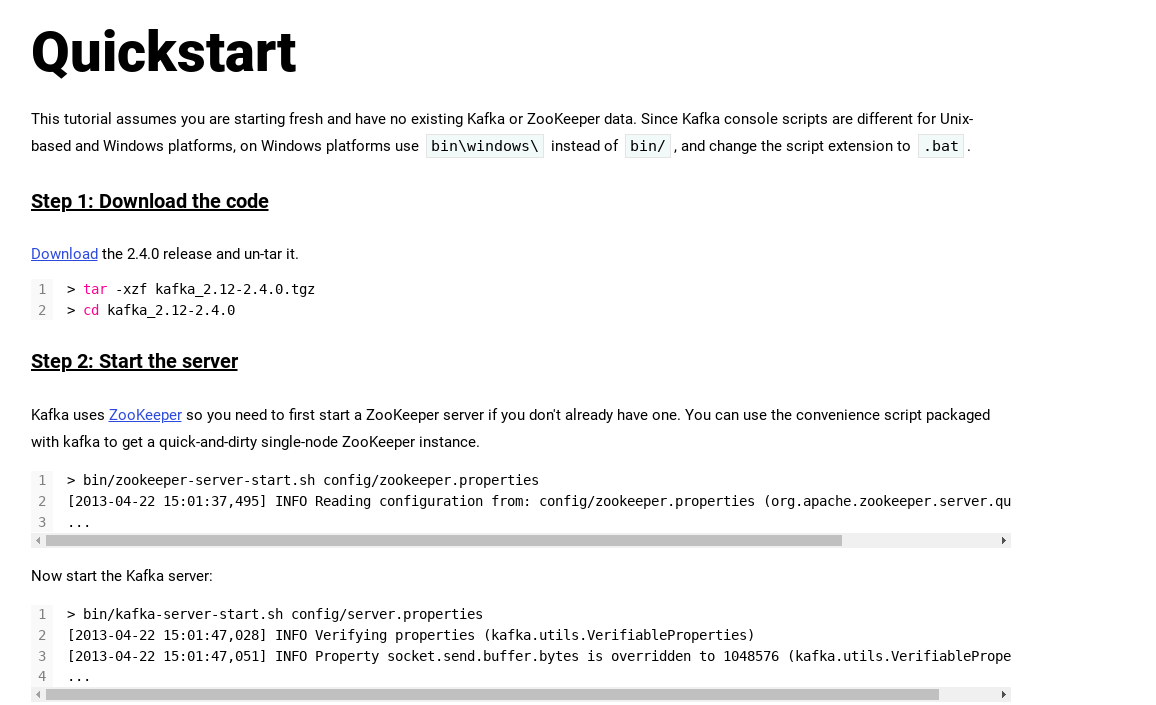 Quickstart
This tutorial assumes you are starting fresh and have no existing Kafka or ZooKeeper data. Since Kafka console scripts are different for Unix-
based and Windows platforms, on Windows platforms use bin\windows\ instead of bin/, and change the script extension to .bat.
Step 1: Download the code
Download the 2.4.0 release and un-tar it.
1 > tar -xzf kafka_2.12-2.4.0.tgz
2 > cd kafka_2.12-2.4.0
Step 2: Start the server
Kafka uses ZooKeeper so you need to first start a ZooKeeper server if you don't already have one. You can use the convenience script packaged
with kafka to get a quick-and-dirty single-node ZooKeeper instance.
1 > bin/zookeeper-server-start.sh config/zookeeper.properties
2 [2013-04-22 15:01:37,495] INFO Reading configuration from: config/zookeeper.properties (org.apache.zookeeper.server.qu
3 ...
Now start the Kafka server:
1 > bin/kafka-server-start.sh config/server.properties
2 [2013-04-22 15:01:47,028] INFO Verifying properties (kafka.utils.VerifiableProperties)
3 [2013-04-22 15:01:47,051] INFO Property socket.send.buffer.bytes is overridden to 1048576 (kafka.utils.VerifiablePrope
4 ...